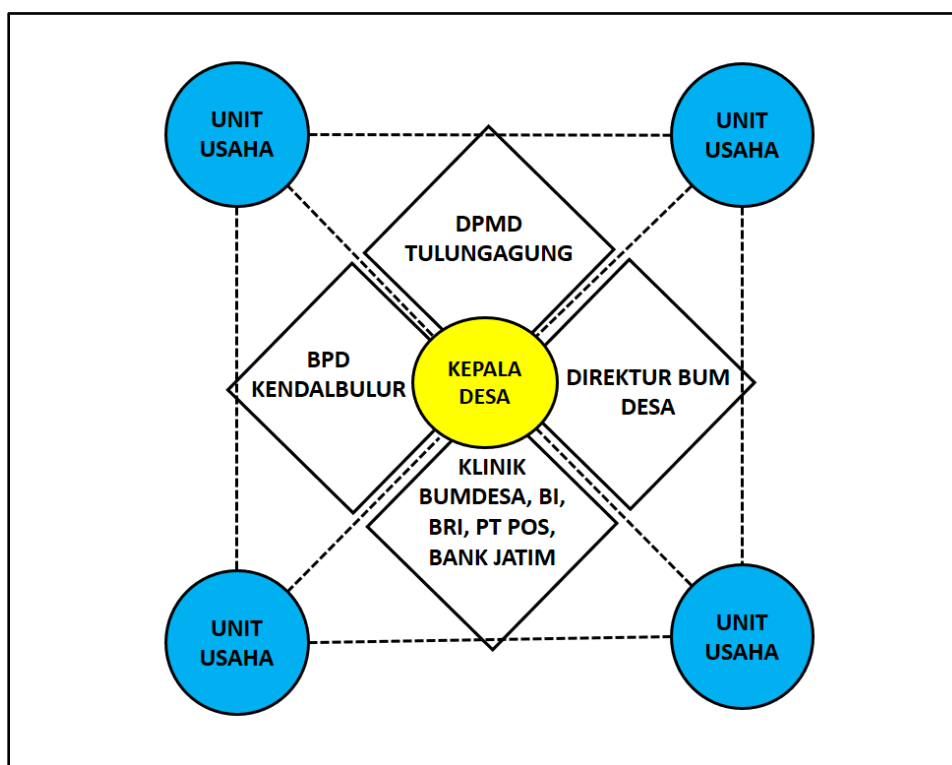 UNIT
USAHA
UNIT
USAHA
DPMD
TULUNGAGUNG
BPD
KENDALBULUR
KEPALA
DESA
DIREKTUR BUM
DESA
KLINIK
BUMDESA, BI,
BRI, PT POS,
BANK JATIM
UNIT
USAHA
UNIT
USAHA